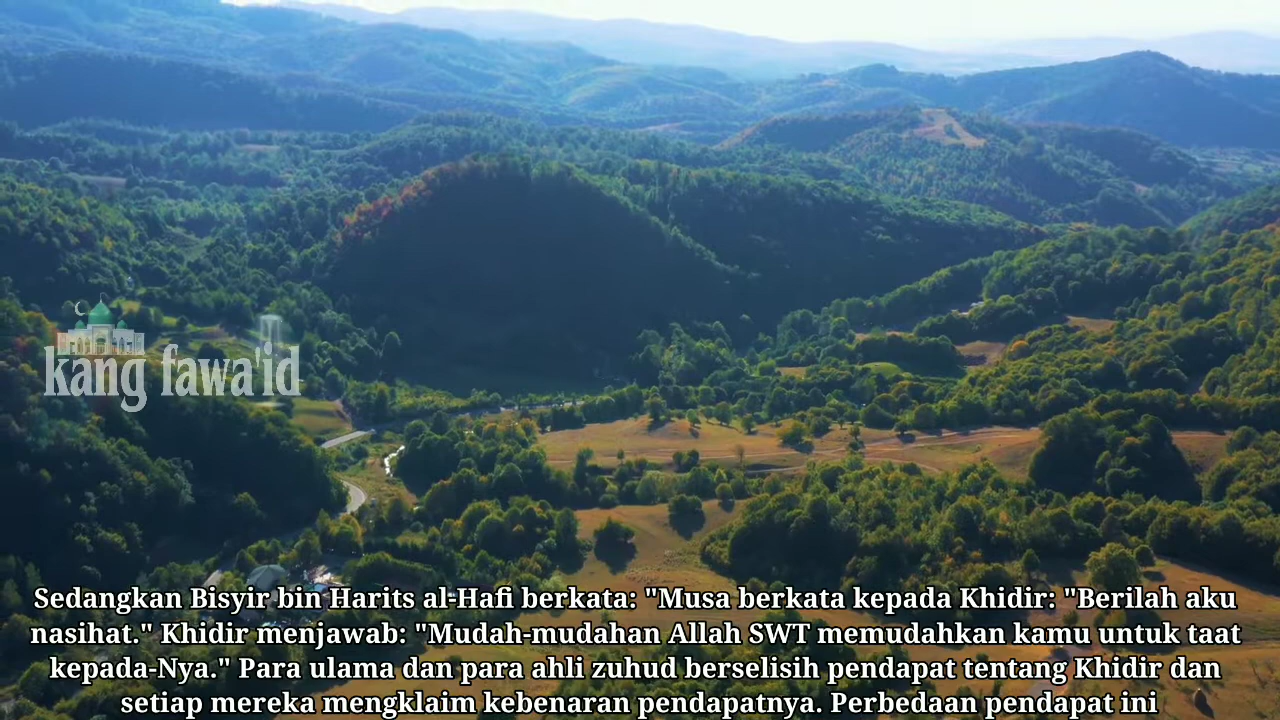 kang fawa'id
Sedangkan Bisyir bin Harits al-Hafi berkata: "Musa berkata kepada Khidir: "Berilah aku
nasihat." Khidir menjawab: "Mudah-mudahan Allah SWT memudahkan kamu untuk taat
kepada-Nya." Para ulama dan para ahli zuhud berselisih pendapat tentang Khidir dan
setiap mereka mengklaim kebenaran pendapatnya. Perbedaan pendapat ini